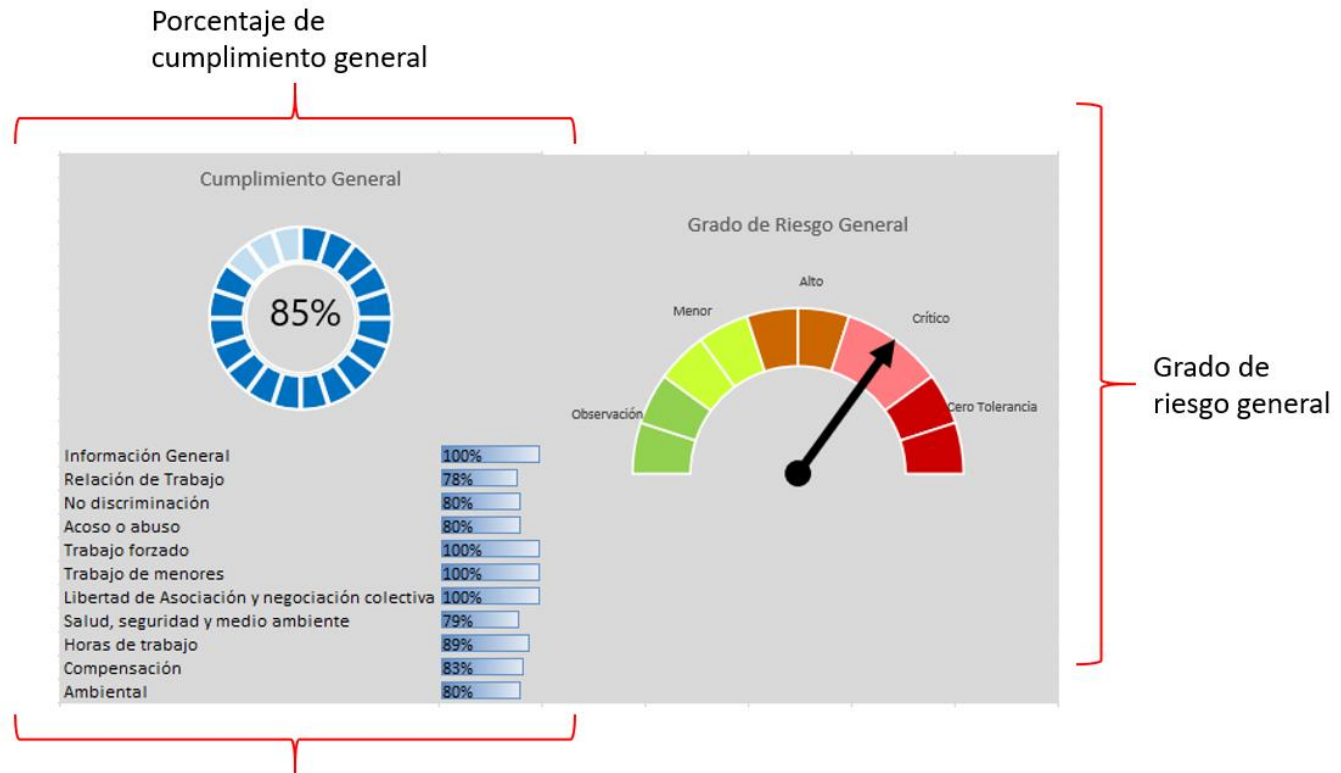 Porcentaje de
cumplimiento general
Cumplimiento General
85%
Información General 100%
Relación de Trabajo 78%
No discriminación 80%
Acoso o abuso 80%
Trabajo forzado 100%
Trabajo de menores 100%
Libertad de Asociación y negociación colectiva 100%
Salud, seguridad y medio ambiente 79%
Horas de trabajo 89%
Compensación 83%
Ambiental 80%
Grado de Riesgo General
Observación
Menor
Alto
Crítico
Cero Tolerancia
Grado de
riesgo general